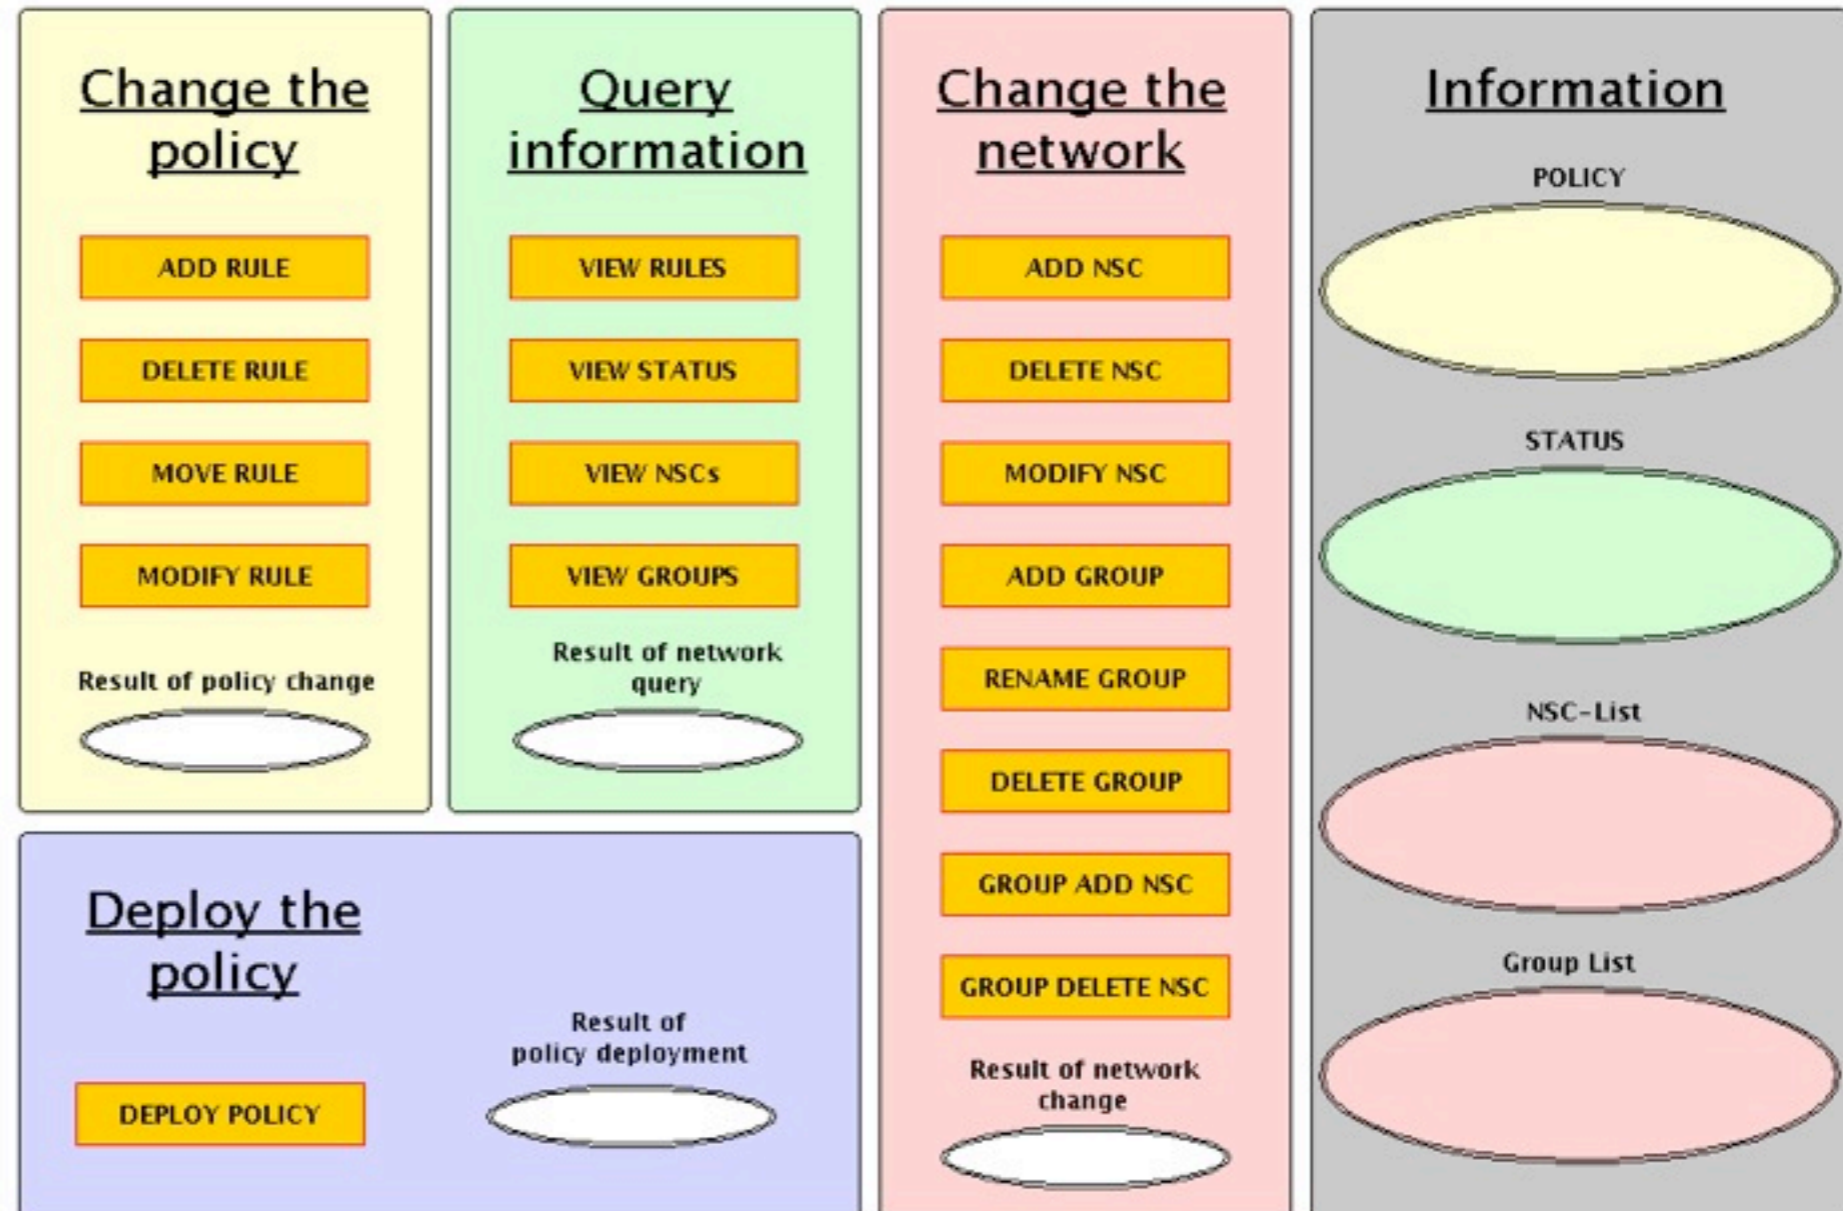 Change the
policy
ADD RULE
DELETE RULE
MOVE RULE
MODIFY RULE
Result of policy change
Query
information
VIEW RULES
VIEW STATUS
VIEW NSCs
VIEW GROUPS
Result of network
query
Deploy the
policy
DEPLOY POLICY
Result of
policy deployment
Change the
network
ADD NSC
DELETE NSC
MODIFY NSC
ADD GROUP
RENAME GROUP
DELETE GROUP
GROUP ADD NSC
GROUP DELETE NSC
Result of network
change
Information
POLICY
STATUS
NSC-List
Group List